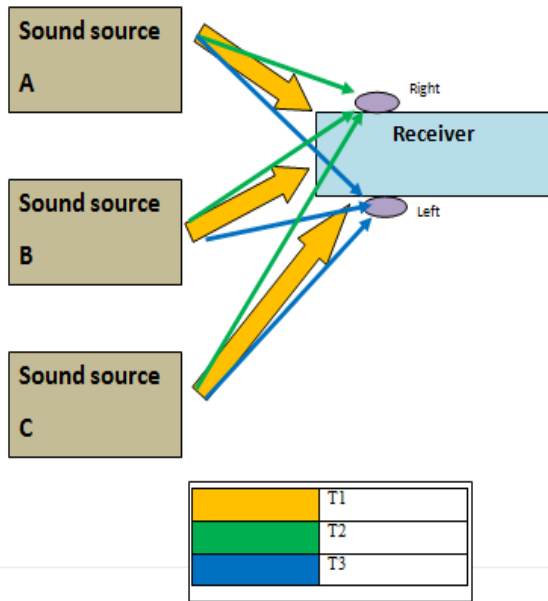 Sound source
A
Right
Receiver
Sound source
B
Left
Sound source
C
T1
T2
T3